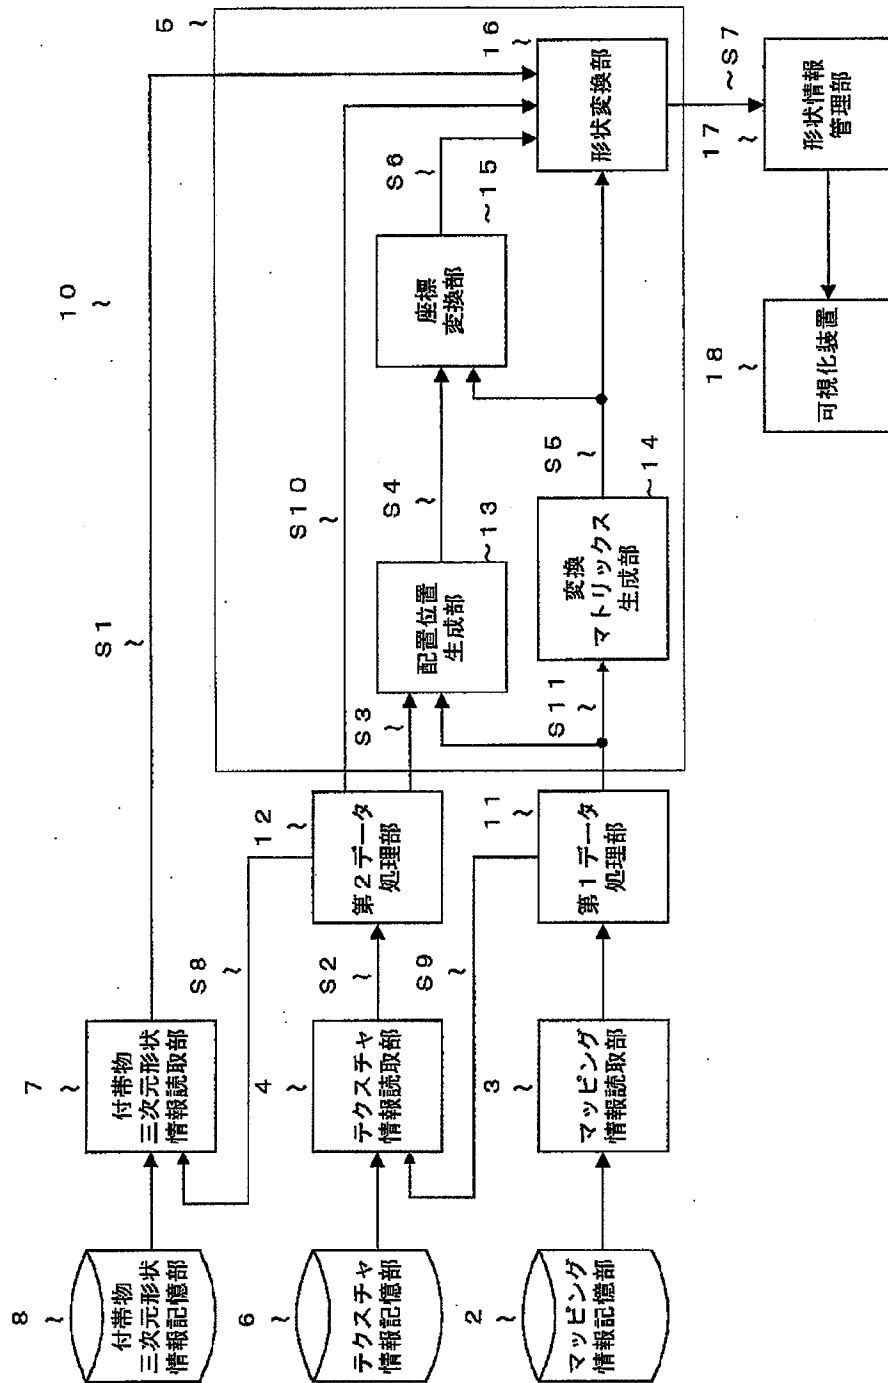 10
8
付帯物
三次元形状
情報記憶部
7
付帯物
三次元形状
情報読取部
S1
5
S8
12
S10
6
テクスチャ
情報記憶部
4
テクスチャ
情報読取部
S2
第2データ
処理部
S3
配置位置
生成部
13
S4
座標
変換部
15
S6
16
形状変換部
S9
2
マッピング
情報記憶部
3
マッピング
情報読取部
11
第1データ
処理部
S11
変換
マトリックス
生成部
14
S5
S7
18
可視化装置
17
形状情報
管理部